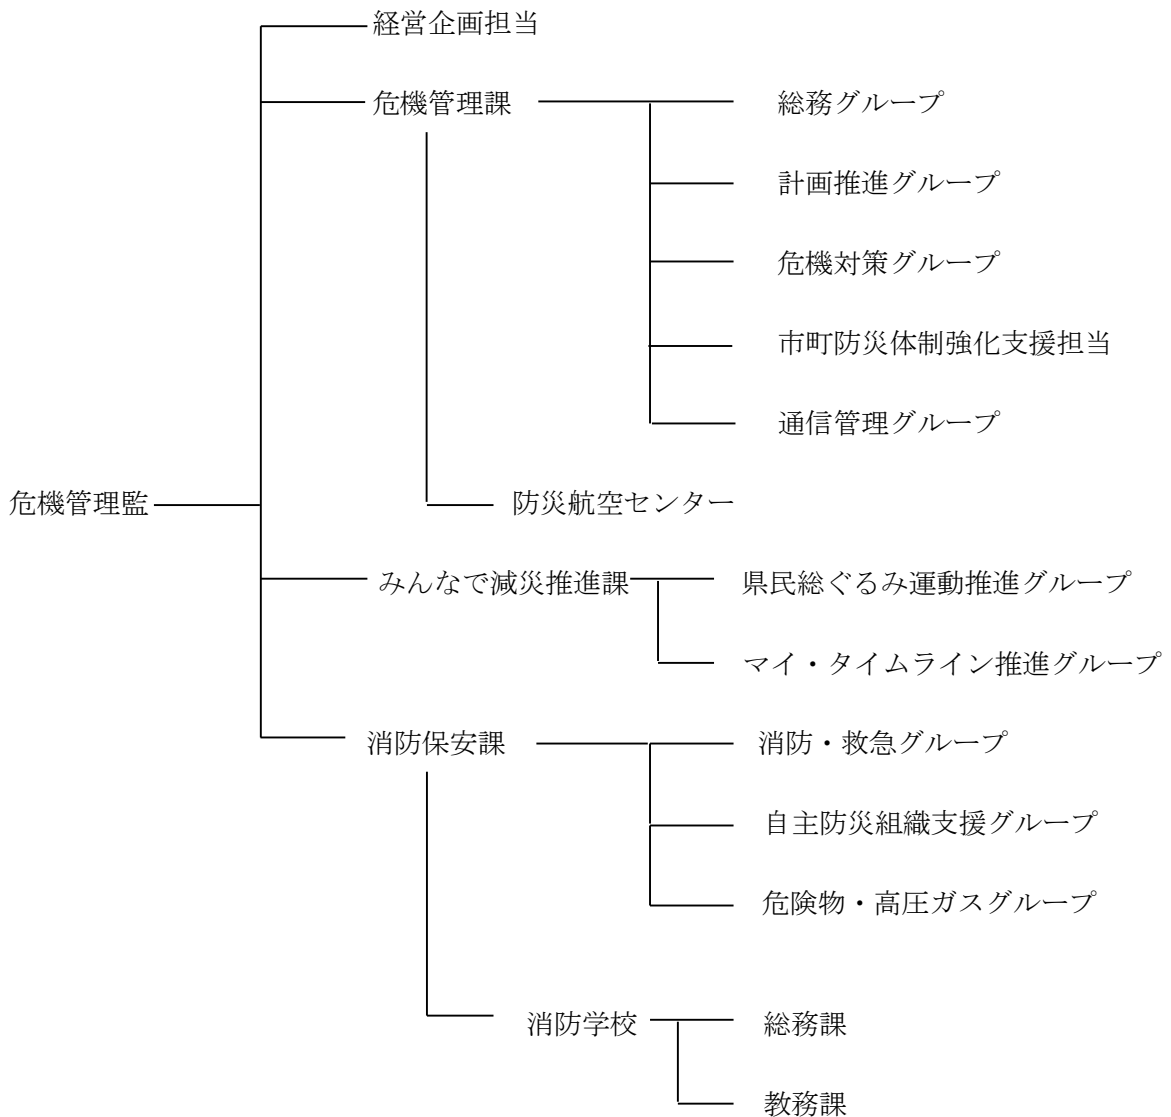 経営企画担当
危機管理課
総務グループ
計画推進グループ
危機対策グループ
市町防災体制強化支援担当
通信管理グループ
危機管理監
防災航空センター
みんなで減災推進課
県民総ぐるみ運動推進グループ
マイ・タイムライン推進グループ
消防保安課
消防・救急グループ
自主防災組織支援グループ
危険物・高圧ガスグループ
消防学校
総務課
教務課